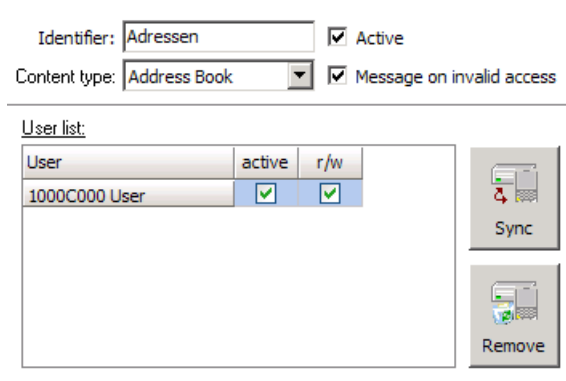 Identifier: Adressen Active
Content type: Address Book Message on invalid access
User list:
User active r/w
1000C000 User
Sync
Remove